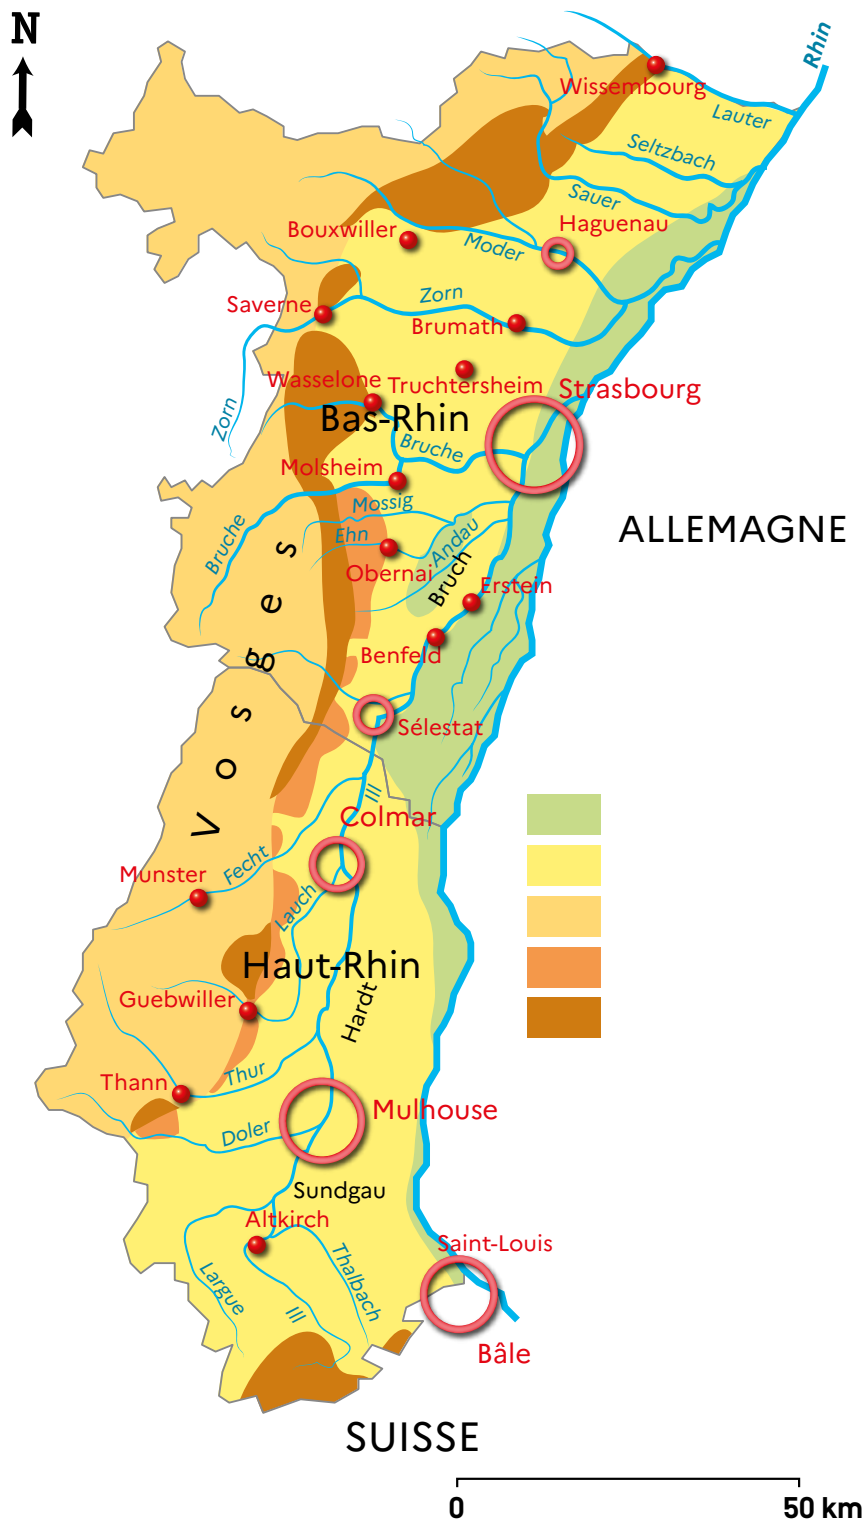 N
Rhin
Wissembourg
Lauter
Seltzbach
Sauer
Haguenau
Bouxwiller
Moder
Saverne
Zorn
Brumath
Wasselone
Truchtersheim
Strasbourg
Zorn
Bas-Rhin
Bruche
Molsheim
Mossig
ALLEMAGNE
Bruche
Ehn
Andau
Obernai
Bruch
Erstein
Benfeld
Vosges
Sélestat
Ill
Colmar
Munster
Fecht
Lauch
Haut-Rhin
Guebwiller
Hardt
Thann
Thur
Mulhouse
Doler
Sundgau
Altkirch
Saint-Louis
Largue
Ill
Thalbach
Bâle
SUISSE
0
50 km